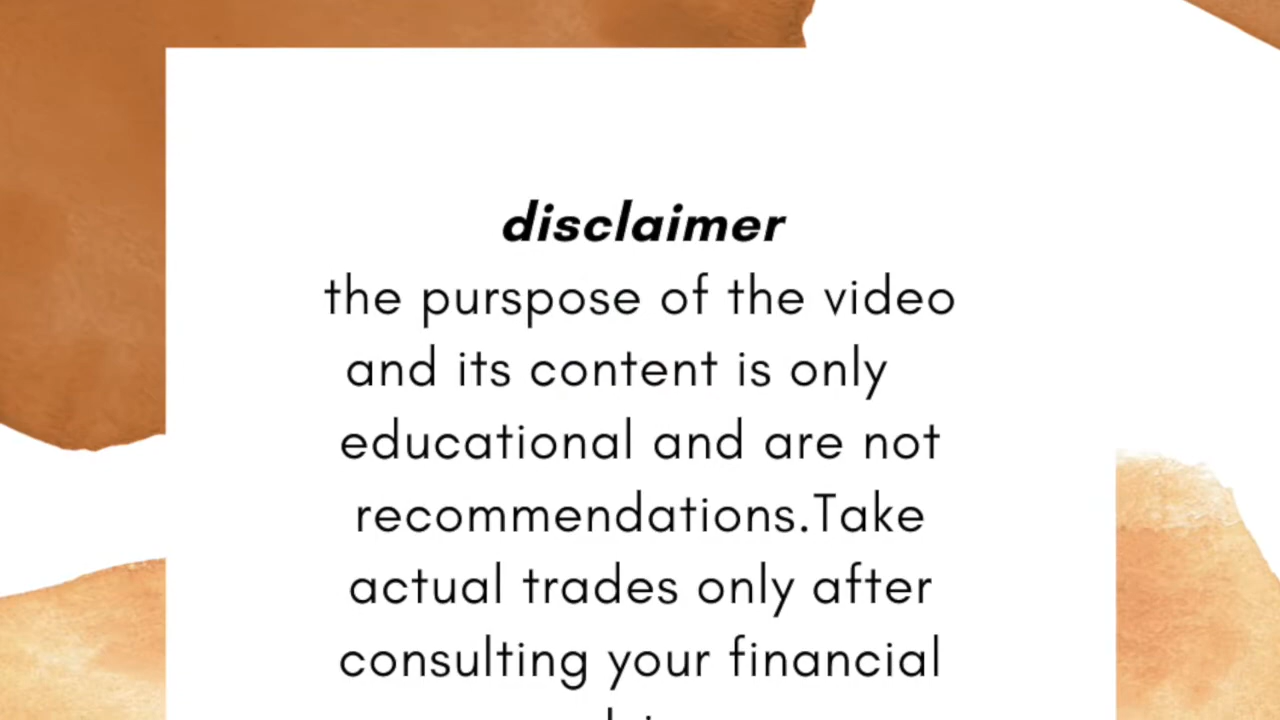 disclaimer
the purspose of the video
and its content is only
educational and are not
recommendations.Take
actual trades only after
consulting your financial